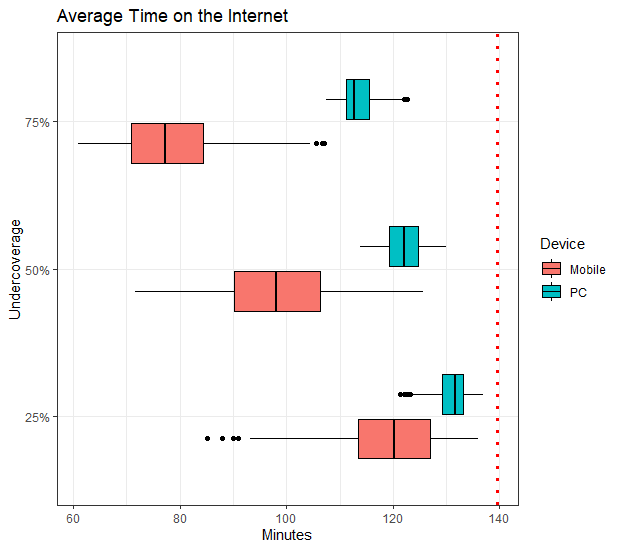 Average Time on the Internet
75%
50%
25%
Undercoverage
60 80 100 120 140
Minutes
Device
Mobile
PC